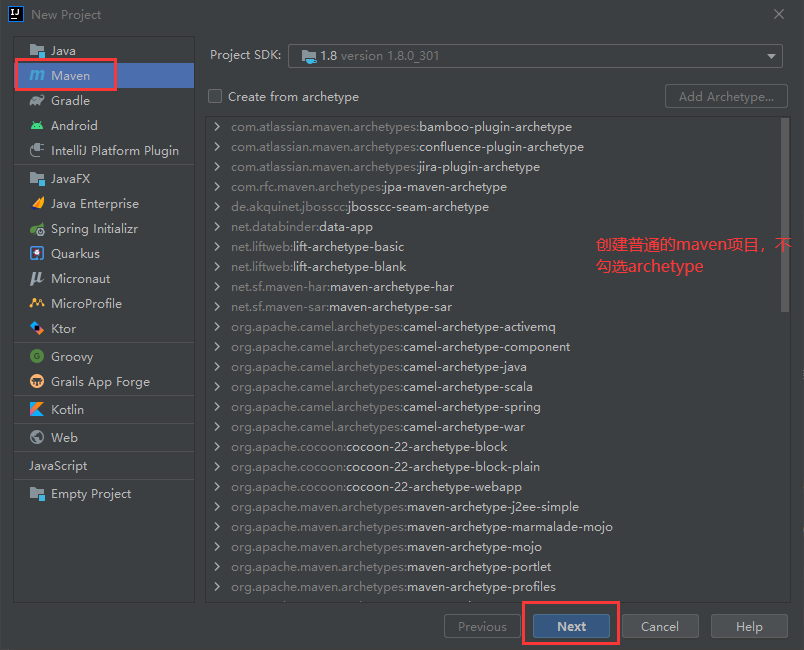 New Project
Java
Maven
Gradle
Android
IntelliJ Platform Plugin
JavaFX
Java Enterprise
Spring Initializr
Quarkus
Micronaut
MicroProfile
Ktor
Groovy
Grails App Forge
Kotlin
Web
JavaScript
Empty Project
Project SDK: 1.8 version 1.8.0_301
Create from archetype
Add Archetype...
com.atlassian.maven.archetypes:bamboo-plugin-archetype
com.atlassian.maven.archetypes:confluence-plugin-archetype
com.atlassian.maven.archetypes:jira-plugin-archetype
com.rfc.maven.archetypes:jpa-maven-archetype
de.akquinet.jbosscc:jbosscc-seam-archetype
net.databinder:data-app
net.liftweb:lift-archetype-basic
net.liftweb:lift-archetype-blank
net.sf.maven-har:maven-archetype-har
net.sf.maven-sar:maven-archetype-sar
org.apache.camel.archetypes:camel-archetype-activemq
org.apache.camel.archetypes:camel-archetype-component
org.apache.camel.archetypes:camel-archetype-java
org.apache.camel.archetypes:camel-archetype-scala
org.apache.camel.archetypes:camel-archetype-spring
org.apache.camel.archetypes:camel-archetype-war
org.apache.cocoon:cocoon-22-archetype-block
org.apache.cocoon:cocoon-22-archetype-block-plain
org.apache.cocoon:cocoon-22-archetype-webapp
org.apache.maven.archetypes:maven-archetype-j2ee-simple
org.apache.maven.archetypes:maven-archetype-marmalade-mojo
org.apache.maven.archetypes:maven-archetype-mojo
org.apache.maven.archetypes:maven-archetype-portlet
org.apache.maven.archetypes:maven-archetype-profiles
创建普通的maven项目，不
勾选archetype
Previous
Next
Cancel
Help